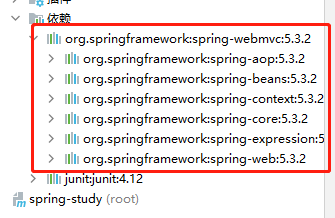 依赖
org.springframework:spring-webmvc:5.3.2
org.springframework:spring-aop:5.3.2
org.springframework:spring-beans:5.3.2
org.springframework:spring-context:5.3.2
org.springframework:spring-core:5.3.2
org.springframework:spring-expression:5
org.springframework:spring-web:5.3.2
junit:junit:4.12
spring-study (root)